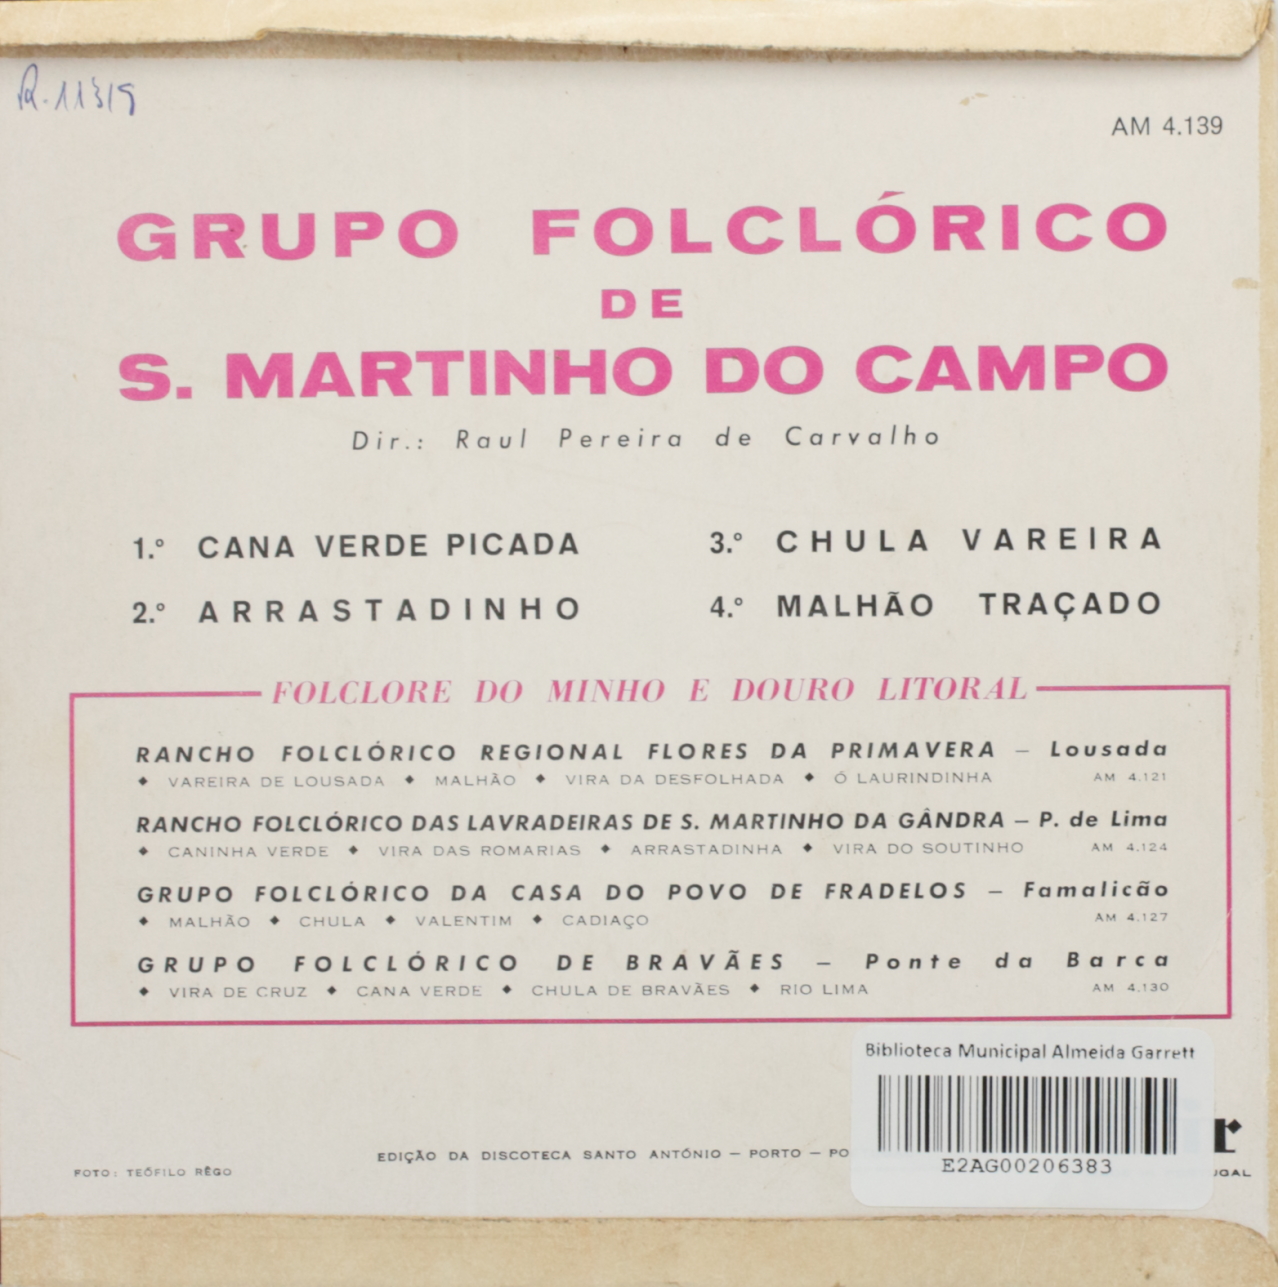 R. 11319
AM 4.139
GRUPO FOLCLÓRICO
DE
S. MARTINHO DO CAMPO
Dir.: Raul Pereira de Carvalho
1.º CANA VERDE PICADA
2.º ARRASTADINHO
3.º CHULA VAREIRA
4.º MALHÃO TRAÇADO
FOLCLORE DO MINHO E DOURO LITORAL
RANCHO FOLCLÓRICO REGIONAL FLORES DA PRIMAVERA – Lousada
◆ VAREIRA DE LOUSADA ◆ MALHÃO ◆ VIRA DA DESFOLHADA ◆ Ó LAURINDINHA AM 4.121
RANCHO FOLCLÓRICO DAS LAVRADEIRAS DE S. MARTINHO DA GÂNDRA – P. de Lima
◆ CANINHA VERDE ◆ VIRA DAS ROMARIAS ◆ ARRASTADINHA ◆ VIRA DO SOUTINHO AM 4.124
GRUPO FOLCLÓRICO DA CASA DO POVO DE FRADELOS – Famalicão
◆ MALHÃO ◆ CHULA ◆ VALENTIM ◆ CADIAÇO AM 4.127
GRUPO FOLCLÓRICO DE BRAVÃES – Ponte da Barca
◆ VIRA DE CRUZ ◆ CANA VERDE ◆ CHULA DE BRAVÃES ◆ RIO LIMA AM 4.130
Biblioteca Municipal Almeida Garrett
E2AG00206383
EDIÇÃO DA DISCOTECA SANTO ANTÓNIO – PORTO – PO
FOTO: TEÓFILO RÊGO